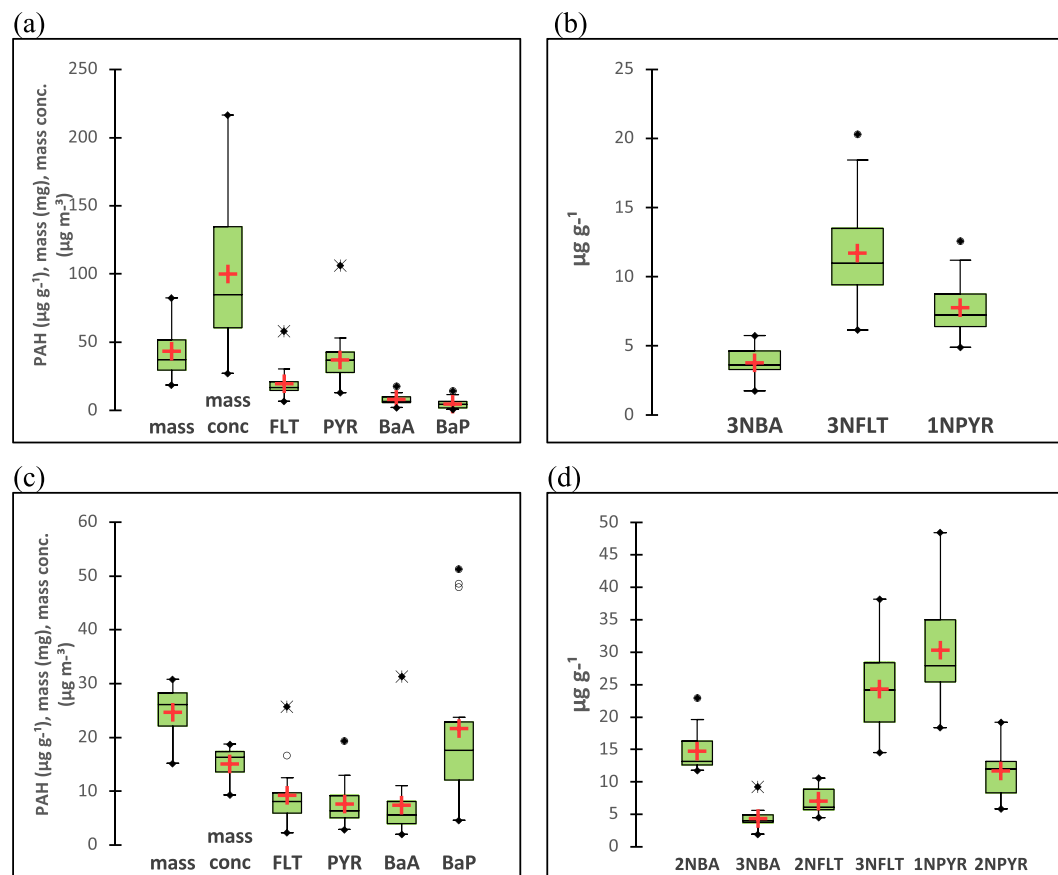 (a)
PAH (µg g-¹), mass (mg), mass conc.
(µg m-³)
250
200
150
100
50
0
mass
mass
conc
FLT
PYR
BaA
BaP
(b)
µg g-¹
25
20
15
10
5
0
3NBA
3NFLT
1NPYR
(c)
PAH (µg g-¹), mass (mg), mass conc.
(µg m-³)
60
50
40
30
20
10
0
mass
mass
conc
FLT
PYR
BaA
BaP
(d)
µg g-¹
50
45
40
35
30
25
20
15
10
5
0
2NBA
3NBA
2NFLT
3NFLT
1NPYR
2NPYR